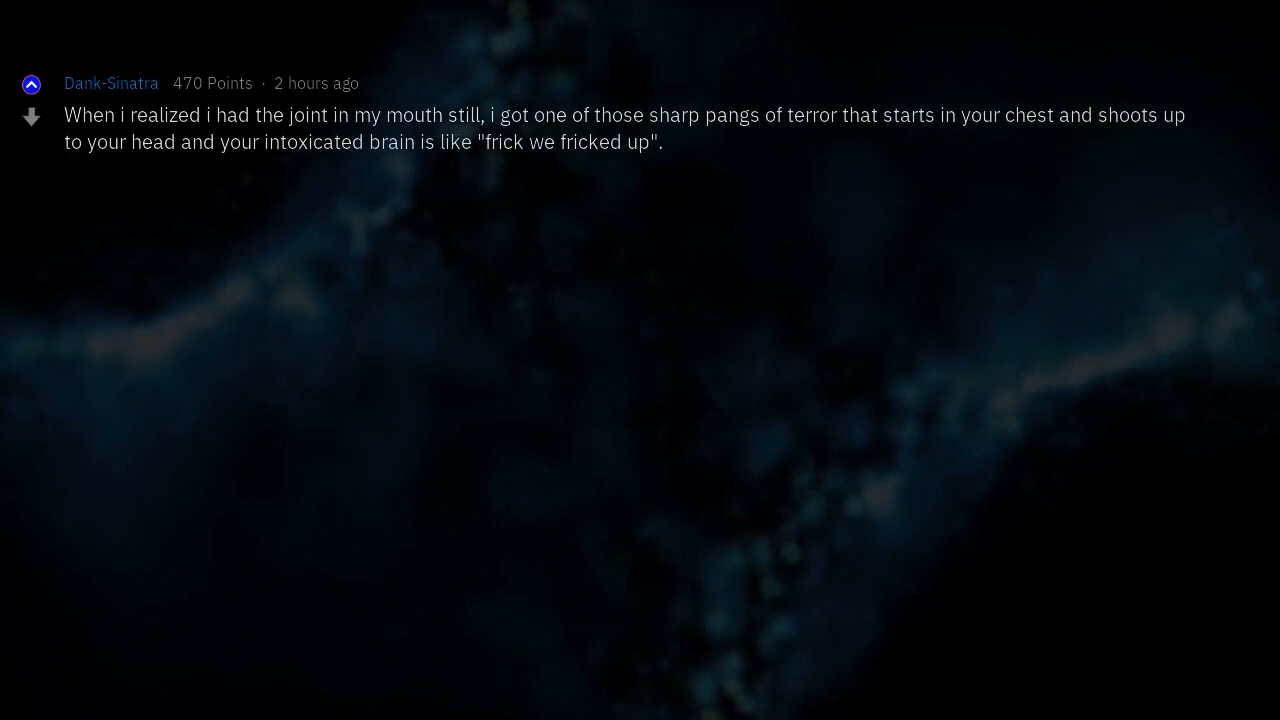 Dank-Sinatra 470 Points · 2 hours ago
When i realized i had the joint in my mouth still, i got one of those sharp pangs of terror that starts in your chest and shoots up
to your head and your intoxicated brain is like "frick we fricked up".